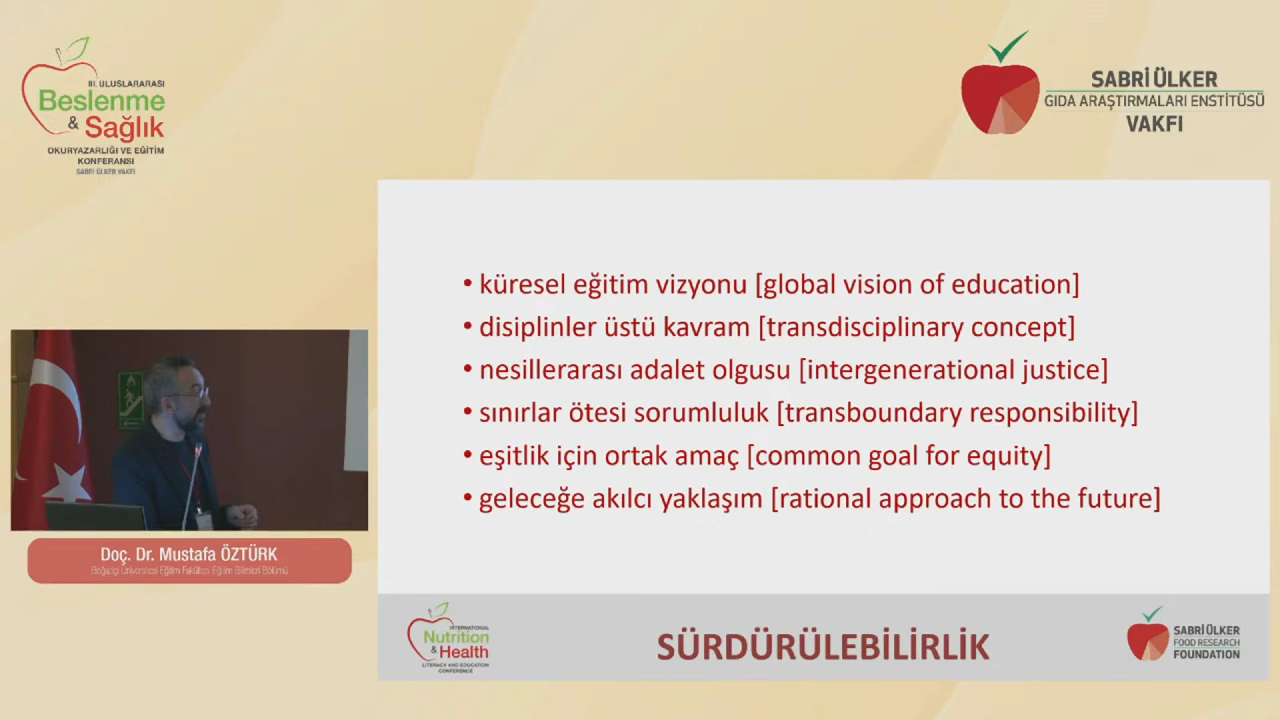 III. ULUSLARARASI
Beslenme
& Sağlık
OKURYAZARLIĞI VE EĞİTİM
KONFERANSI
SABRİ ÜLKER VAKFI
SABRİ ÜLKER
GIDA ARAŞTIRMALARI ENSTİTÜSÜ
VAKFI
• küresel eğitim vizyonu [global vision of education]
• disiplinler üstü kavram [transdisciplinary concept]
• nesillerarası adalet olgusu [intergenerational justice]
• sınırlar ötesi sorumluluk [transboundary responsibility]
• eşitlik için ortak amaç [common goal for equity]
• geleceğe akılcı yaklaşım [rational approach to the future]
Doç. Dr. Mustafa ÖZTÜRK
Boğaziçi Üniversitesi Eğitim Fakültesi Eğitim Bilimleri Bölümü
INTERNATIONAL
Nutrition
& Health
LITERACY AND EDUCATION
CONFERENCE
SÜRDÜRÜLEBİLİRLİK
SABRİ ÜLKER
FOOD RESEARCH
FOUNDATION